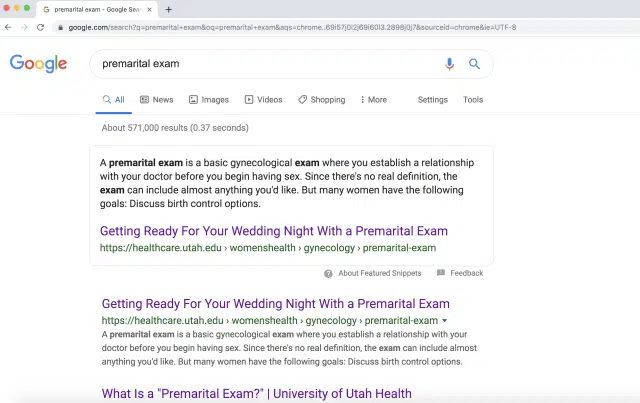 premarital exam - Google Sear
google.com/search?q=premarital+exam&oq=premarital+exam&aqs=chrome..69i57j0l2j69i60l3.2898j0j7&sourceid=chrome&ie=UTF-8
Google
premarital exam
All News Images Videos Shopping More Settings Tools
About 571,000 results (0.37 seconds)
A premarital exam is a basic gynecological exam where you establish a relationship
with your doctor before you begin having sex. Since there's no real definition, the
exam can include almost anything you'd like. But many women have the following
goals: Discuss birth control options.
Getting Ready For Your Wedding Night With a Premarital Exam
https://healthcare.utah.edu › womenshealth › gynecology › premarital-exam
About Featured Snippets Feedback
Getting Ready For Your Wedding Night With a Premarital Exam
https://healthcare.utah.edu › womenshealth › gynecology › premarital-exam
A premarital exam is a basic gynecological exam where you establish a relationship with your
doctor before you begin having sex. Since there's no real definition, the exam can include almost
anything you'd like. But many women have the following goals: Discuss birth control options.
What Is a "Premarital Exam?" | University of Utah Health